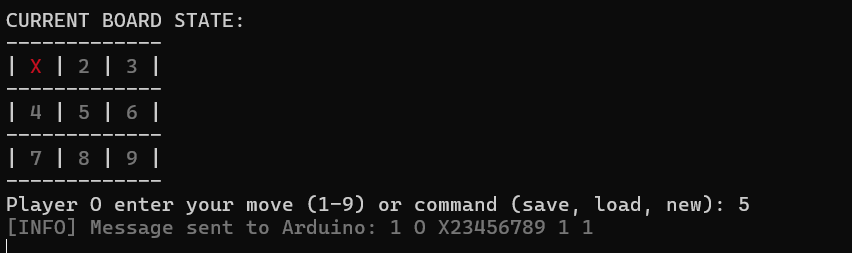 CURRENT BOARD STATE:
-------------
| X | 2 | 3 |
-------------
| 4 | 5 | 6 |
-------------
| 7 | 8 | 9 |
-------------
Player O enter your move (1-9) or command (save, load, new): 5
[INFO] Message sent to Arduino: 1 O X23456789 1 1